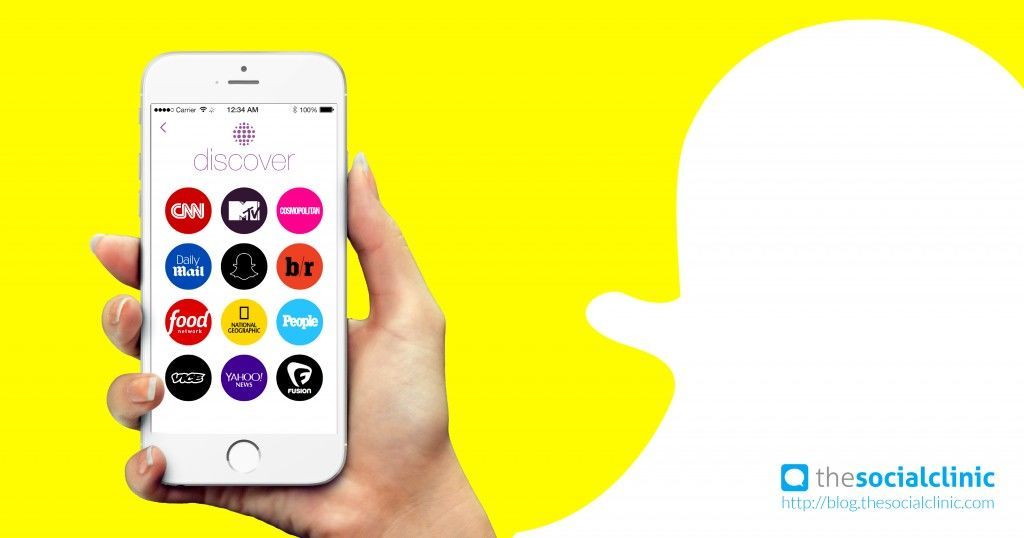 Carrier 12:34 AM 100%
discover
CNN
MTV
COSMOPOLITAN
Daily
Mail
b/r
food
network
NATIONAL
GEOGRAPHIC
People
VICE
YAHOO!
NEWS
FUSION
thesocialclinic
http://blog.thesocialclinic.com